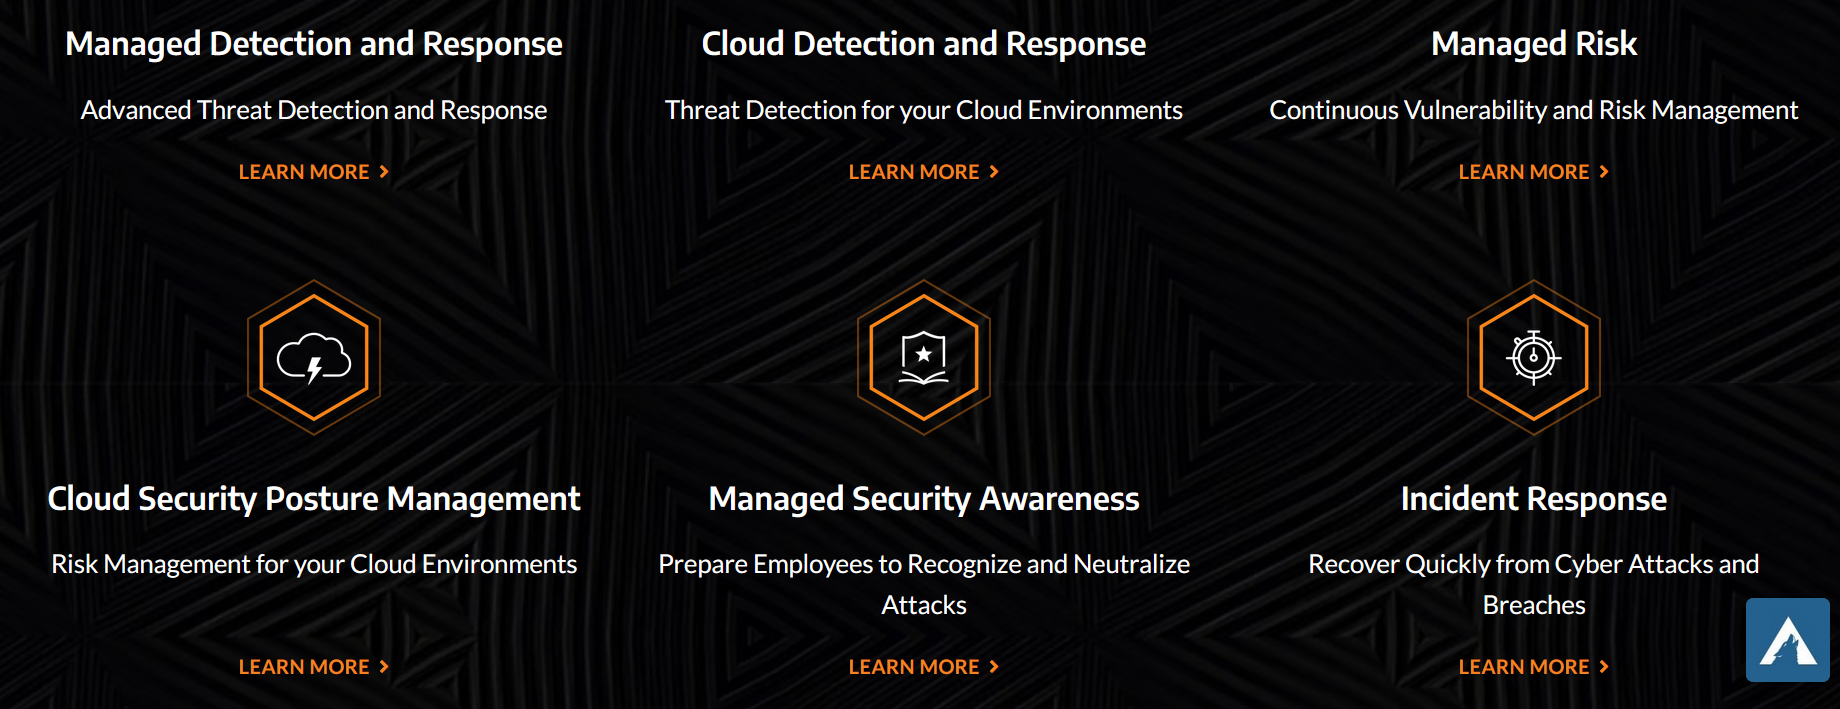 Managed Detection and Response
Cloud Detection and Response
Managed Risk
Advanced Threat Detection and Response
Threat Detection for your Cloud Environments
Continuous Vulnerability and Risk Management
LEARN MORE
LEARN MORE
LEARN MORE
Cloud Security Posture Management
Managed Security Awareness
Incident Response
Risk Management for your Cloud Environments
Prepare Employees to Recognize and Neutralize
Attacks
Recover Quickly from Cyber Attacks and
Breaches
LEARN MORE
LEARN MORE
LEARN MORE